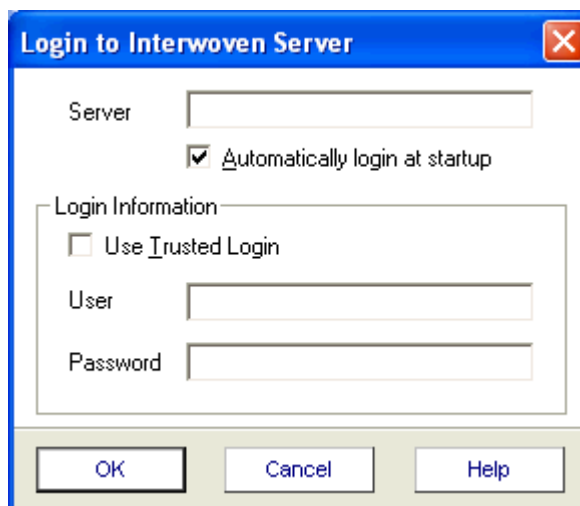 Login to Interwoven Server
Server
Automatically login at startup
Login Information
Use Trusted Login
User
Password
OK Cancel Help